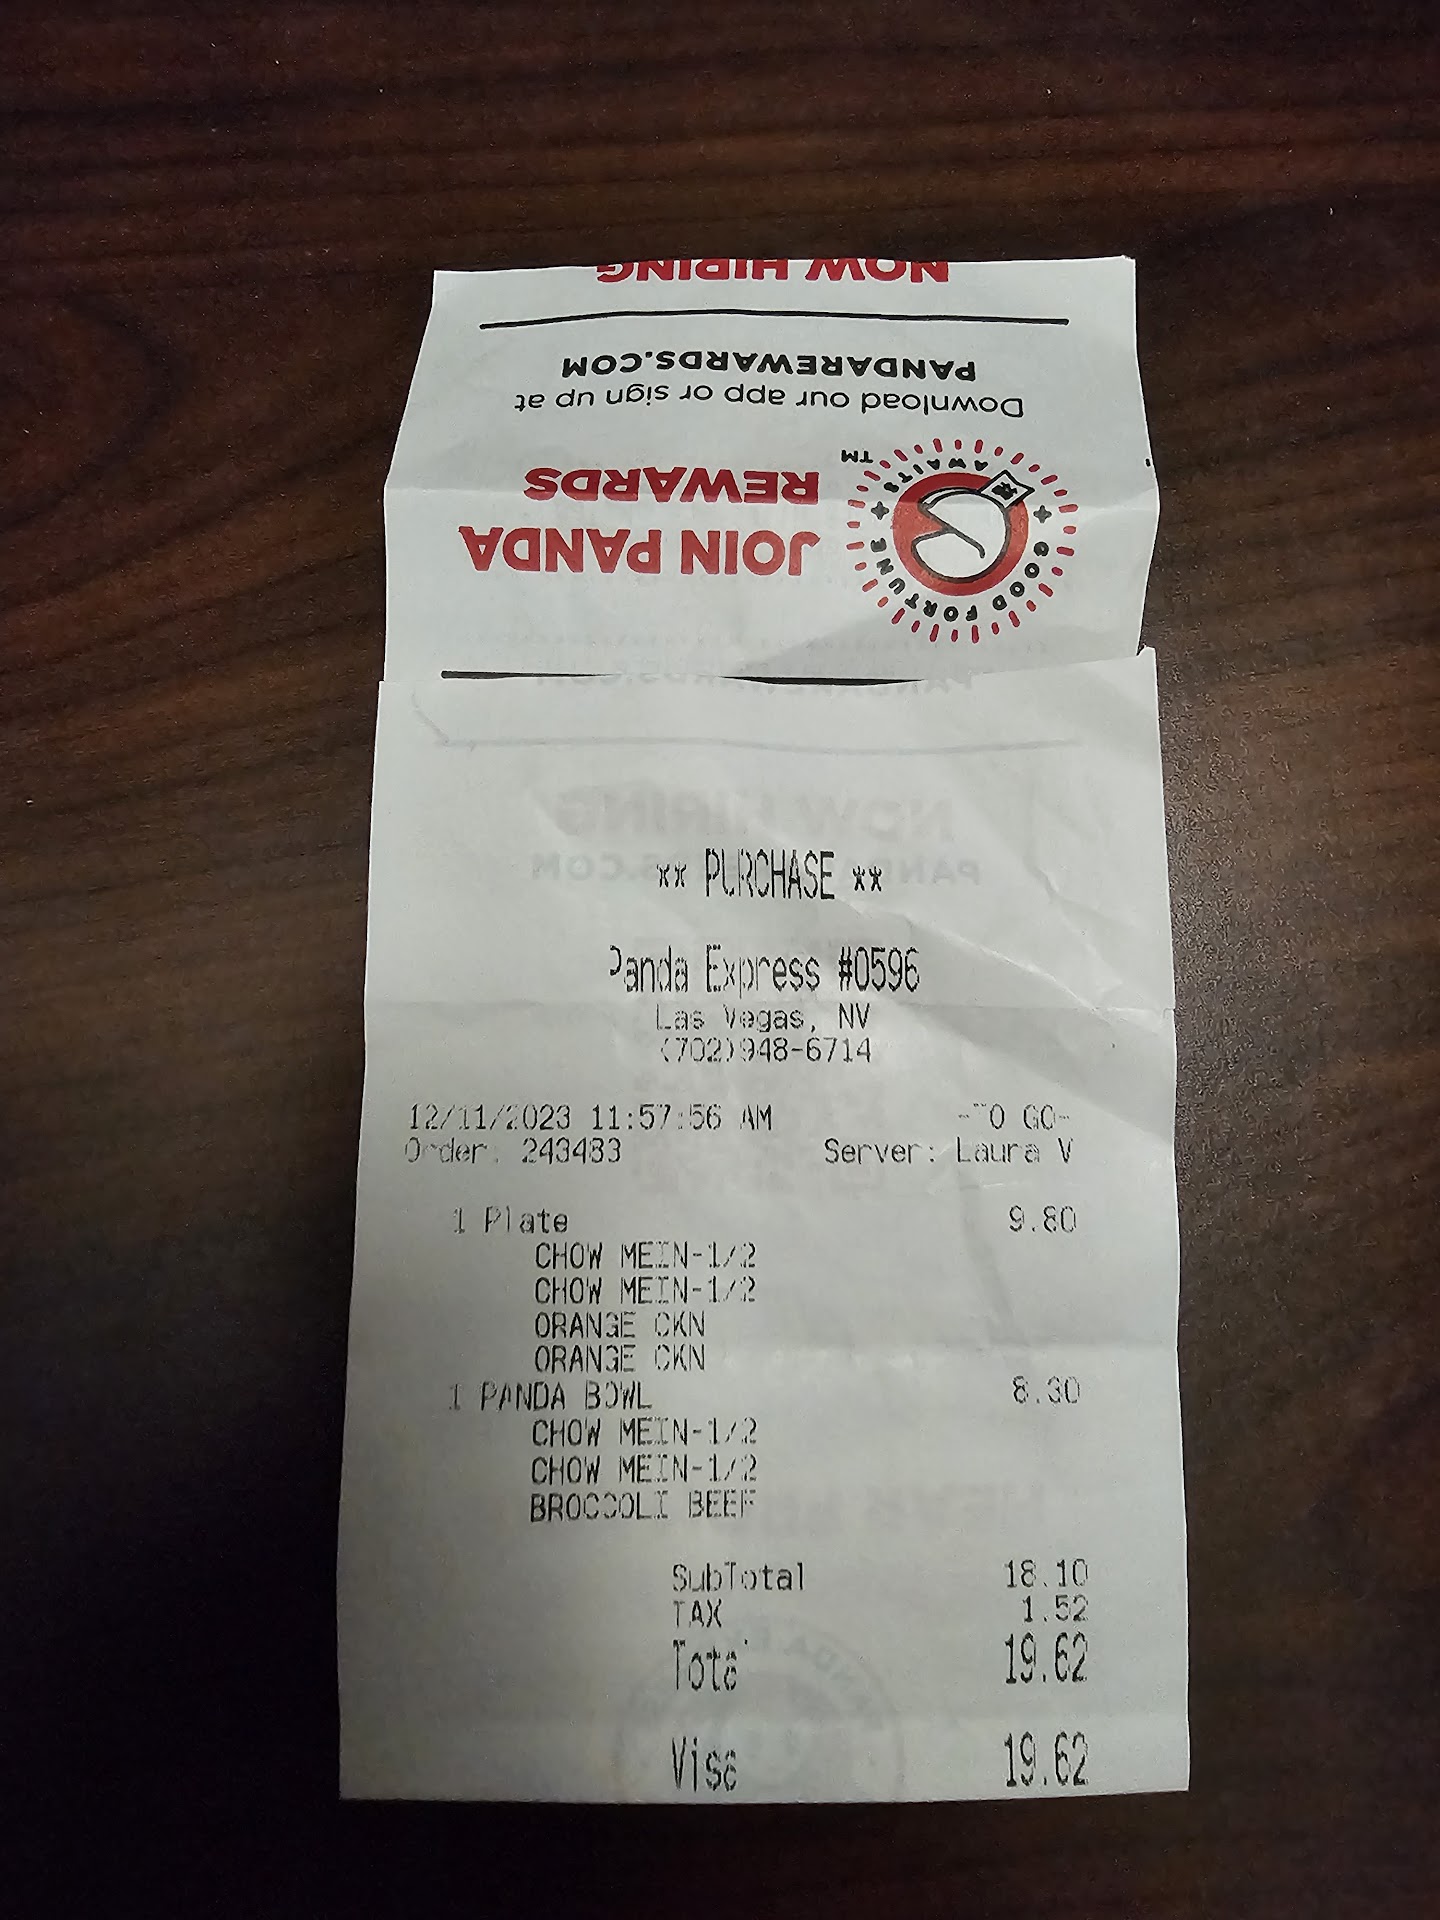 NOW HIRING
PANDAREWARDS.COM
Download our app or sign up at
JOIN PANDA
REWARDS
GOOD FORTUNE AWAITS TM
** PURCHASE **
Panda Express #0596
Las Vegas, NV
(702)948-6714
12/11/2023 11:57:56 AM -TO GO-
Order: 243483 Server: Laura V
1 Plate 9.80
CHOW MEIN-1/2
CHOW MEIN-1/2
ORANGE CKN
ORANGE CKN
1 PANDA BOWL 8.30
CHOW MEIN-1/2
CHOW MEIN-1/2
BROCCOLI BEEF
SubTotal 18.10
TAX 1.52
Total 19.62
Visa 19.62